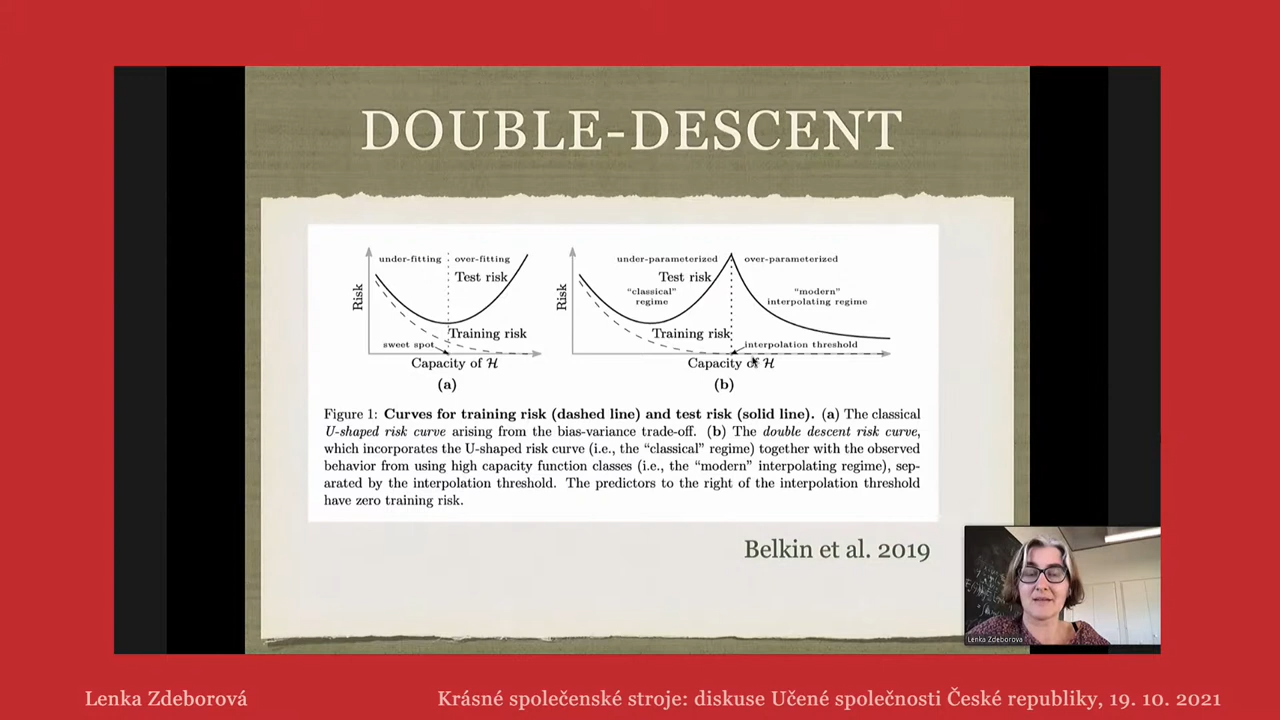 DOUBLE-DESCENT
under-fitting
over-fitting
Test risk
Risk
Training risk
sweet spot
Capacity of H
(a)
under-parameterized
over-parameterized
Test risk
"classical"
regime
"modern"
interpolating regime
Risk
Training risk
interpolation threshold
Capacity of H
(b)
Figure 1: Curves for training risk (dashed line) and test risk (solid line). (a) The classical
U-shaped risk curve arising from the bias-variance trade-off. (b) The double descent risk curve,
which incorporates the U-shaped risk curve (i.e., the "classical" regime) together with the observed
behavior from using high capacity function classes (i.e., the "modern" interpolating regime), sep-
arated by the interpolation threshold. The predictors to the right of the interpolation threshold
have zero training risk.
Belkin et al. 2019
Lenka Zdeborova
Lenka Zdeborová
Krásné společenské stroje: diskuse Učené společnosti České republiky, 19. 10. 2021